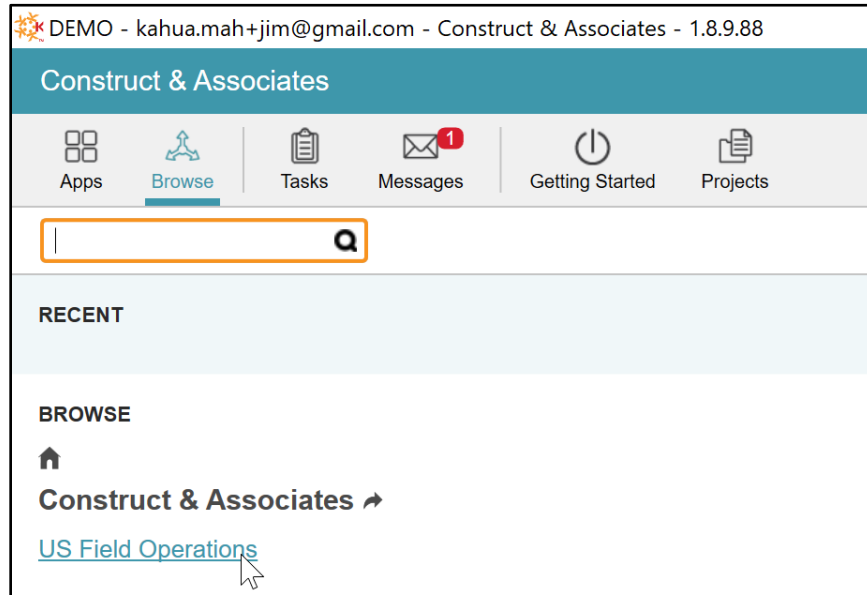 DEMO - kahua.mah+jim@gmail.com - Construct & Associates - 1.8.9.88
Construct & Associates
1
Apps Browse Tasks Messages Getting Started Projects
RECENT
BROWSE
Construct & Associates
US Field Operations